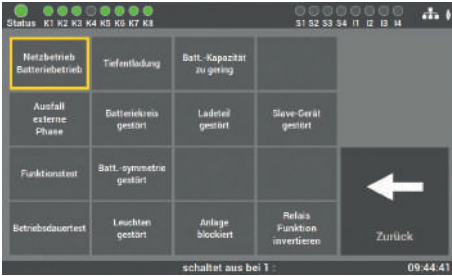 Status K1 K2 K3 K4 K5 K6 K7 K8 S1 S2 S3 S4 I1 I2 I3 I4
Netzbetrieb
Batteriebetrieb
Tiefentladung
Batt.-Kapazität
zu gering
Ausfall
externe
Phase
Batteriekreis
gestört
Ladeteil
gestört
Slave-Gerät
gestört
Funktionstest
Batt.-symmetrie
gestört
Betriebsdauertest
Leuchten
gestört
Anlage
blockiert
Relais
Funktion
invertieren
Zurück
schaltet aus bei 1 :
09:44:41